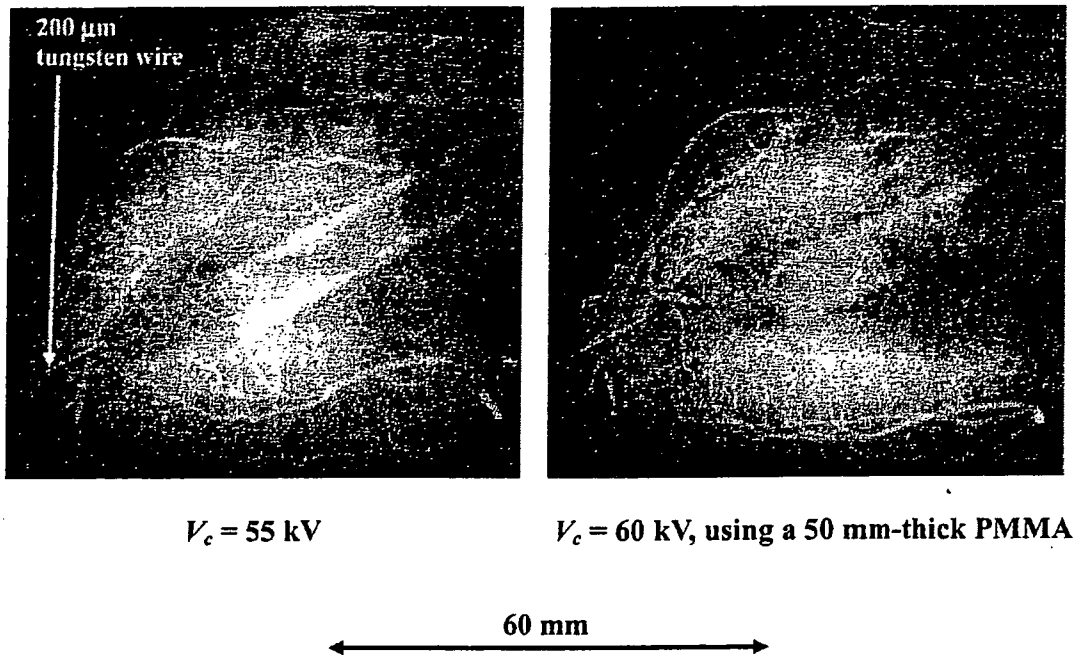 200 μm
tungsten wire
V_c = 55 kV
V_c = 60 kV, using a 50 mm-thick PMMA
60 mm